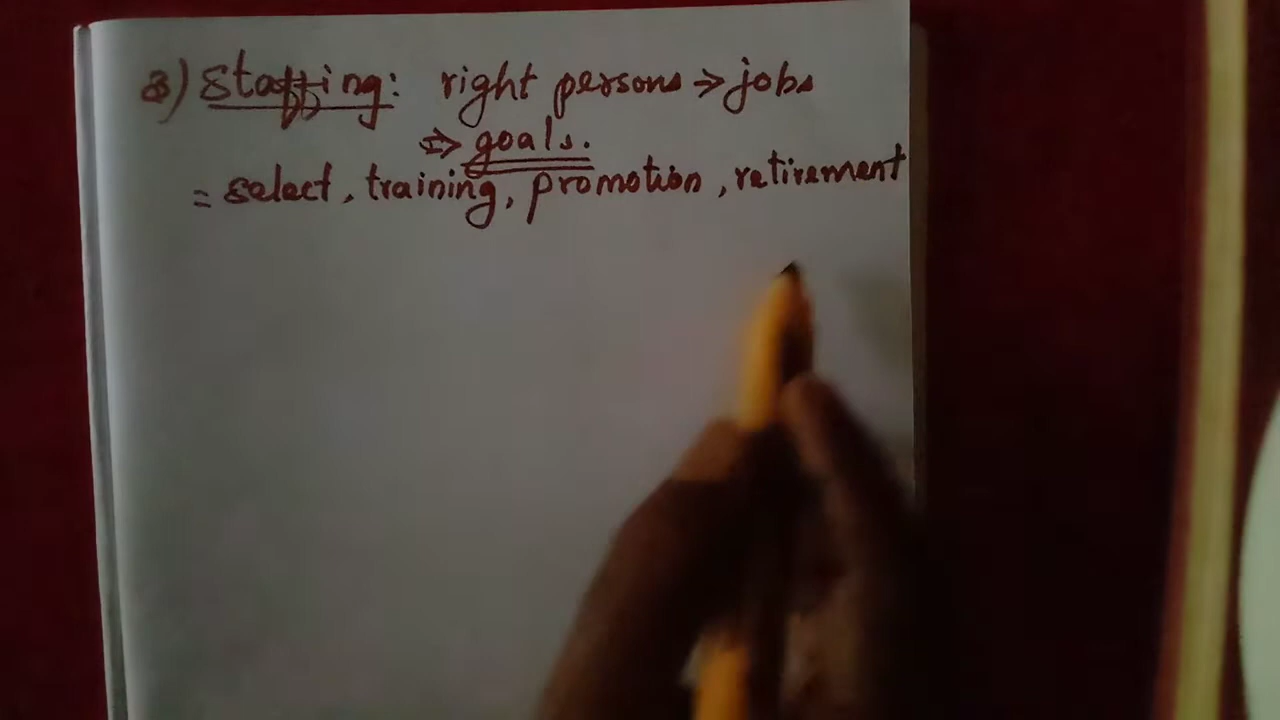 3) Staffing: right persons → jobs
⇒ goals.
= select, training, promotion, retirement